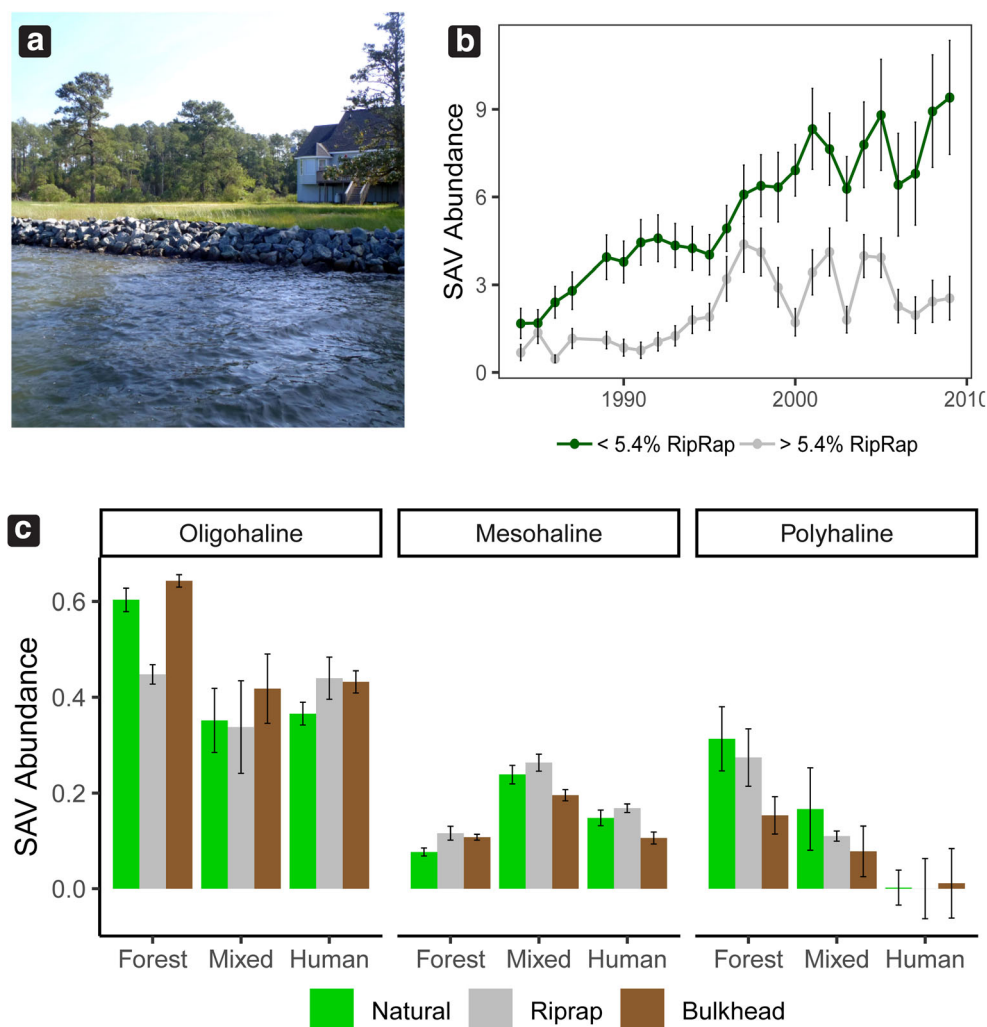 a
b
SAV Abundance
9
6
3
0
1990 2000 2010
< 5.4% RipRap > 5.4% RipRap
c
Oligohaline Mesohaline Polyhaline
SAV Abundance
0.6
0.4
0.2
0.0
Forest Mixed Human Forest Mixed Human Forest Mixed Human
Natural Riprap Bulkhead